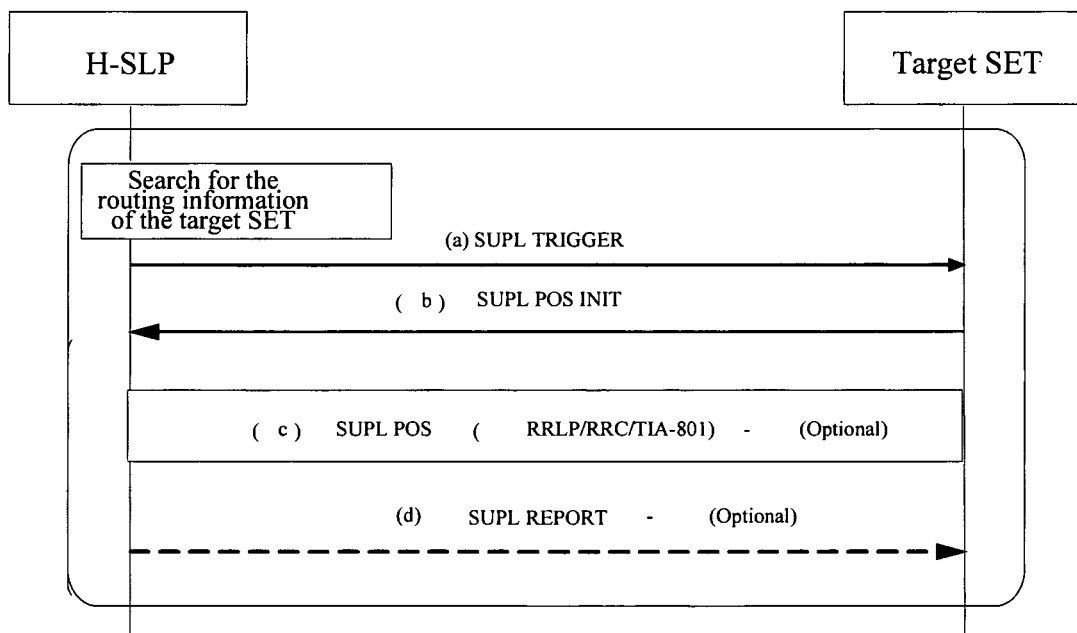 H-SLP
Target SET
Search for the
routing information
of the target SET
(a) SUPL TRIGGER
( b ) SUPL POS INIT
( c ) SUPL POS ( RRLP/RRC/TIA-801) - (Optional)
(d) SUPL REPORT - (Optional)